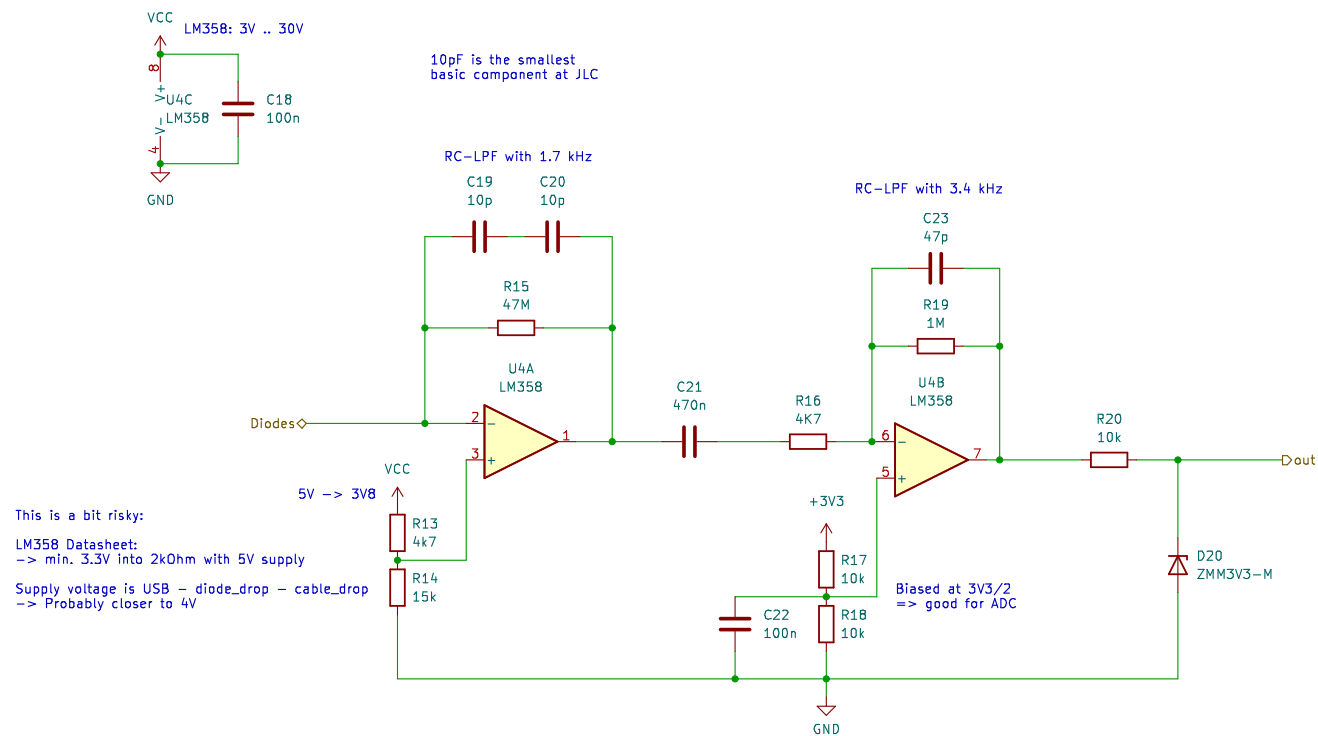 VCC
LM358: 3V .. 30V
8
V+
U4C
LM358
V-
4
C18
100n
GND
10pF is the smallest
basic component at JLC
RC-LPF with 1.7 kHz
C19
10p
C20
10p
R15
47M
U4A
LM358
Diodes
2
-
3
+
1
VCC
5V -> 3V8
R13
4k7
R14
15k
This is a bit risky:
LM358 Datasheet:
-> min. 3.3V into 2kOhm with 5V supply
Supply voltage is USB - diode_drop - cable_drop
-> Probably closer to 4V
C21
470n
R16
4K7
RC-LPF with 3.4 kHz
C23
47p
R19
1M
U4B
LM358
6
-
5
+
7
+3V3
R17
10k
R18
10k
C22
100n
Biased at 3V3/2
=> good for ADC
GND
R20
10k
out
D20
ZMM3V3-M